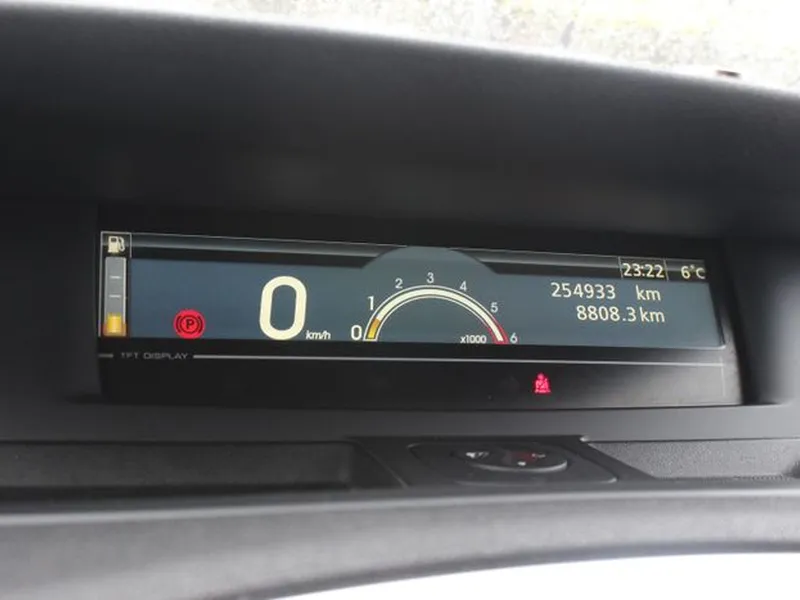 23:22 6°C
254933 km
8808.3 km
0 km/h
0 1 2 3 4 5 6
x1000
P
TFT DISPLAY